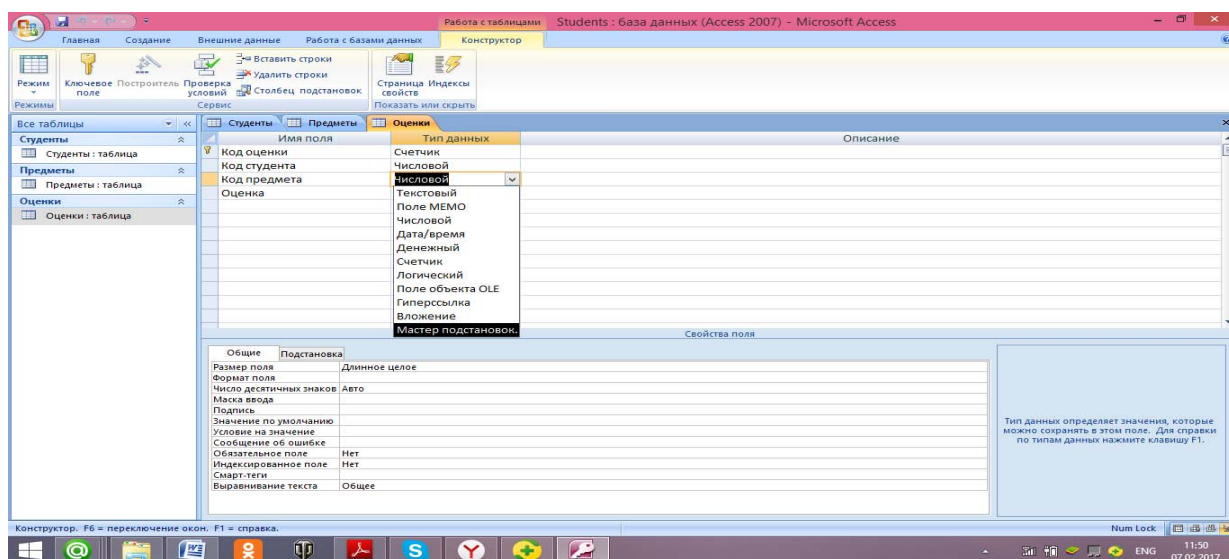 Работа с таблицами Students : база данных (Access 2007) - Microsoft Access
Главная Создание Внешние данные Работа с базами данных Конструктор
Режим
Ключевое поле
Построитель
Проверка условий
Вставить строки
Удалить строки
Столбец подстановок
Страница свойств
Индексы
Режимы Сервис Показать или скрыть
Все таблицы
Студенты
Студенты : таблица
Предметы
Предметы : таблица
Оценки
Оценки : таблица
Студенты Предметы Оценки
Имя поля Тип данных Описание
Код оценки Счетчик
Код студента Числовой
Код предмета Числовой
Оценка
Текстовый
Поле МЕМО
Числовой
Дата/время
Денежный
Счетчик
Логический
Поле объекта OLE
Гиперссылка
Вложение
Мастер подстановок.
Свойства поля
Общие Подстановка
Размер поля Длинное целое
Формат поля
Число десятичных знаков Авто
Маска ввода
Подпись
Значение по умолчанию
Условие на значение
Сообщение об ошибке
Обязательное поле Нет
Индексированное поле Нет
Смарт-теги
Выравнивание текста Общее
Тип данных определяет значения, которые
можно сохранять в этом поле. Для справки
по типам данных нажмите клавишу F1.
Конструктор. F6 = переключение окон. F1 = справка. Num Lock
ENG 11:50
07.02.2017